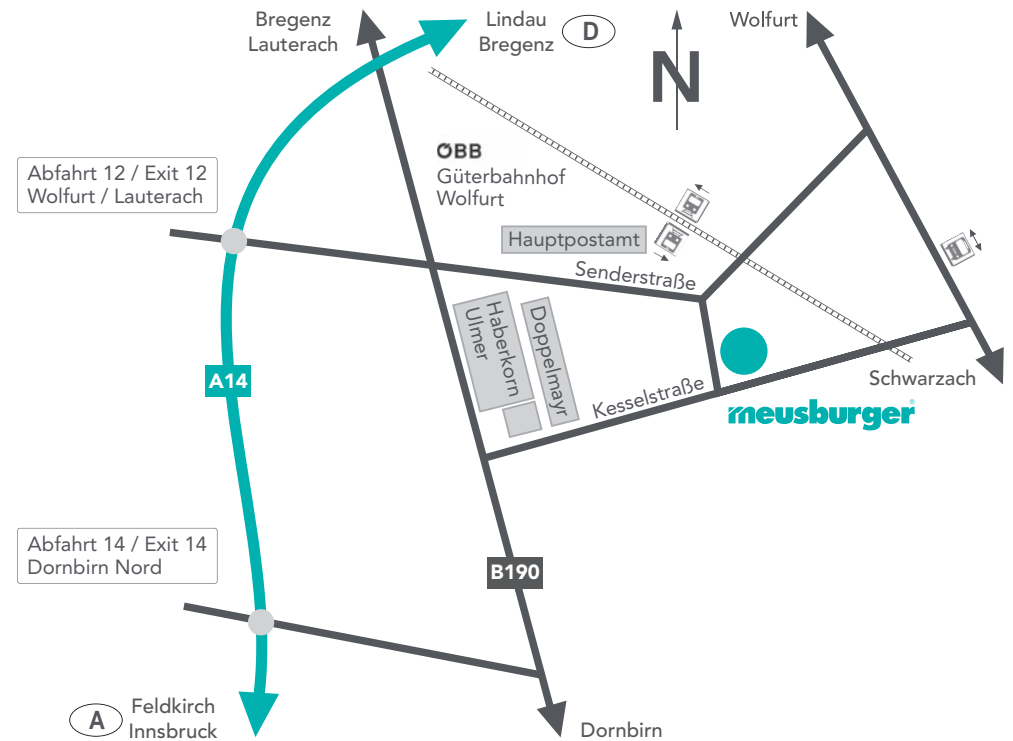 Bregenz
Lauterach
Lindau
Bregenz
D
N
Wolfurt
Abfahrt 12 / Exit 12
Wolfurt / Lauterach
ÖBB
Güterbahnhof
Wolfurt
Hauptpostamt
Senderstraße
Haberkorn
Ulmer
Doppelmayr
A14
Kesselstraße
Schwarzach
meusburger®
Abfahrt 14 / Exit 14
Dornbirn Nord
B190
A
Feldkirch
Innsbruck
Dornbirn